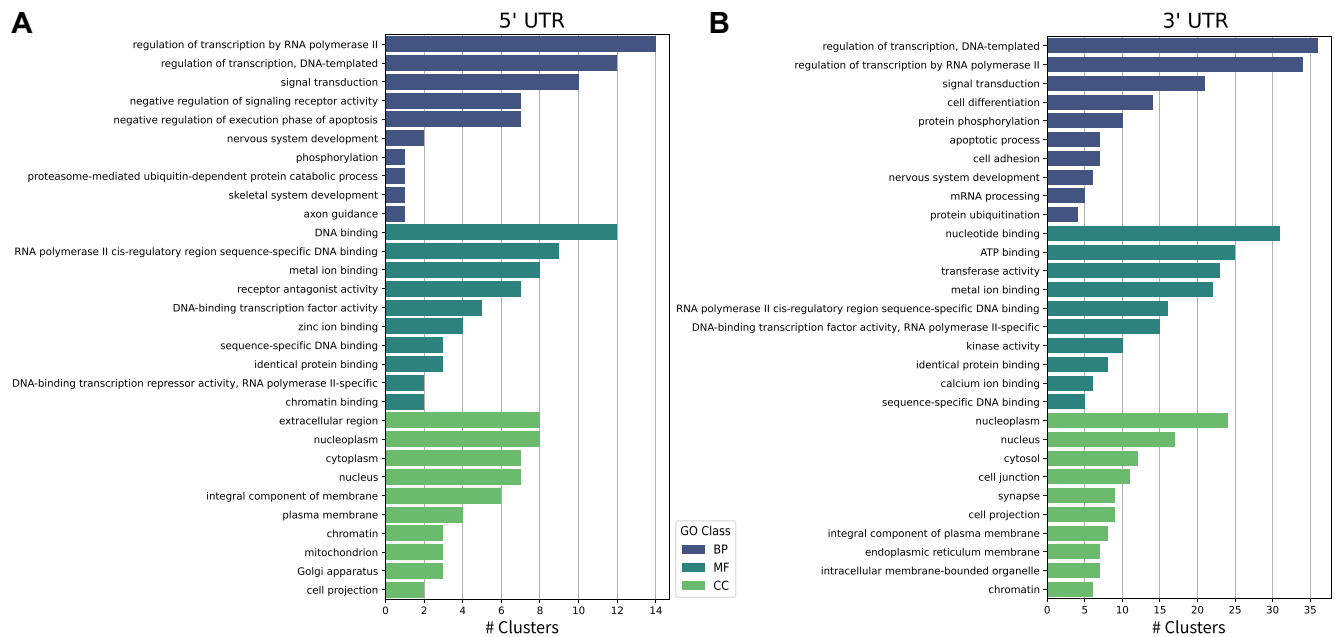 A
5' UTR
regulation of transcription by RNA polymerase II
regulation of transcription, DNA-templated
signal transduction
negative regulation of signaling receptor activity
negative regulation of execution phase of apoptosis
nervous system development
phosphorylation
proteasome-mediated ubiquitin-dependent protein catabolic process
skeletal system development
axon guidance
DNA binding
RNA polymerase II cis-regulatory region sequence-specific DNA binding
metal ion binding
receptor antagonist activity
DNA-binding transcription factor activity
zinc ion binding
sequence-specific DNA binding
identical protein binding
DNA-binding transcription repressor activity, RNA polymerase II-specific
chromatin binding
extracellular region
nucleoplasm
cytoplasm
nucleus
integral component of membrane
plasma membrane
chromatin
mitochondrion
Golgi apparatus
cell projection
0 2 4 6 8 10 12 14
# Clusters
GO Class
BP
MF
CC
B
3' UTR
regulation of transcription, DNA-templated
regulation of transcription by RNA polymerase II
signal transduction
cell differentiation
protein phosphorylation
apoptotic process
cell adhesion
nervous system development
mRNA processing
protein ubiquitination
nucleotide binding
ATP binding
transferase activity
metal ion binding
RNA polymerase II cis-regulatory region sequence-specific DNA binding
DNA-binding transcription factor activity, RNA polymerase II-specific
kinase activity
identical protein binding
calcium ion binding
sequence-specific DNA binding
nucleoplasm
nucleus
cytosol
cell junction
synapse
cell projection
integral component of plasma membrane
endoplasmic reticulum membrane
intracellular membrane-bounded organelle
chromatin
0 5 10 15 20 25 30 35
# Clusters